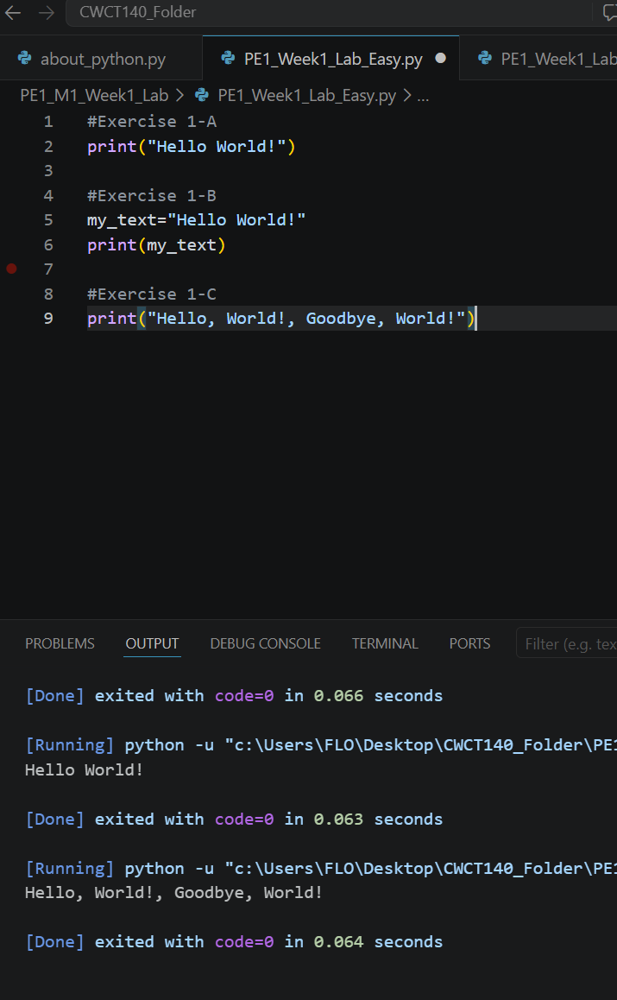 CWCT140_Folder
about_python.py PE1_Week1_Lab_Easy.py PE1_Week1_Lab
PE1_M1_Week1_Lab > PE1_Week1_Lab_Easy.py > ...
1 #Exercise 1-A
2 print("Hello World!")
3
4 #Exercise 1-B
5 my_text="Hello World!"
6 print(my_text)
7
8 #Exercise 1-C
9 print("Hello, World!, Goodbye, World!")
PROBLEMS OUTPUT DEBUG CONSOLE TERMINAL PORTS Filter (e.g. tex
[Done] exited with code=0 in 0.066 seconds
[Running] python -u "c:\Users\FLO\Desktop\CWCT140_Folder\PE1
Hello World!
[Done] exited with code=0 in 0.063 seconds
[Running] python -u "c:\Users\FLO\Desktop\CWCT140_Folder\PE1
Hello, World!, Goodbye, World!
[Done] exited with code=0 in 0.064 seconds